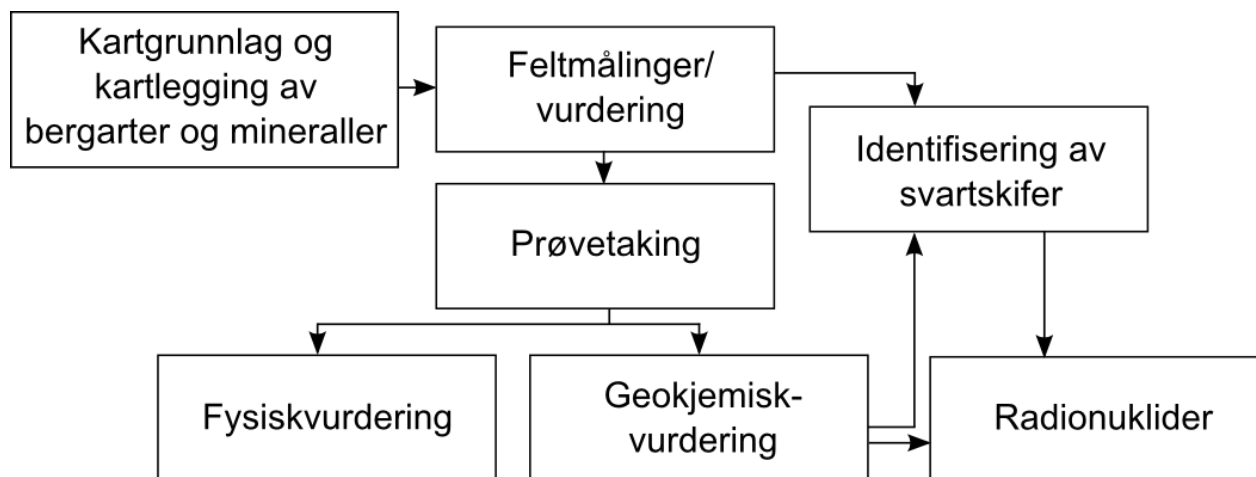 Kartgrunnlag og
kartlegging av
bergarter og mineraller
Feltmålinger/
vurdering
Identifisering av
svartskifer
Prøvetaking
Fysiskvurdering
Geokjemisk-
vurdering
Radionuklider